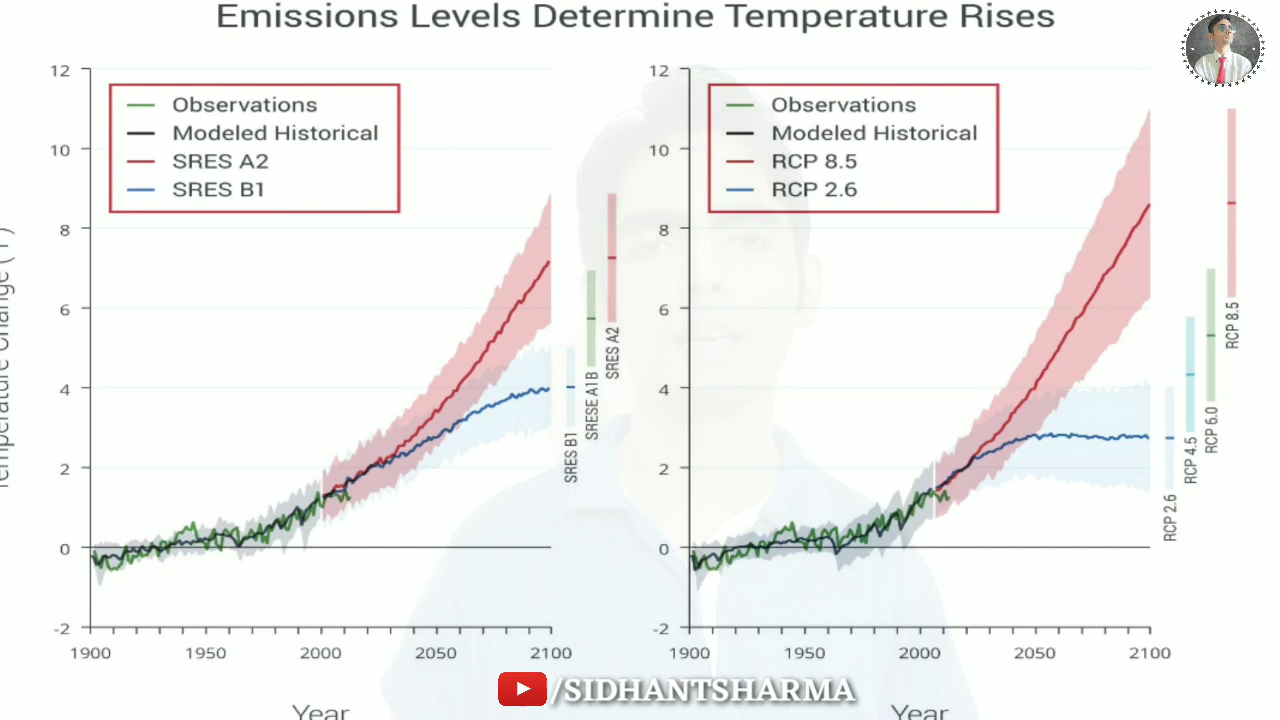 Emissions Levels Determine Temperature Rises
Temperature Change (°F)
12
10
8
6
4
2
0
-2
Observations
Modeled Historical
SRES A2
SRES B1
SRES B1
SRESE A1B
SRES A2
1900
1950
2000
2050
2100
Year
12
10
8
6
4
2
0
-2
Observations
Modeled Historical
RCP 8.5
RCP 2.6
RCP 2.6
RCP 4.5
RCP 6.0
RCP 8.5
1900
1950
2000
2050
2100
Year
/SIDHANTSHARMA